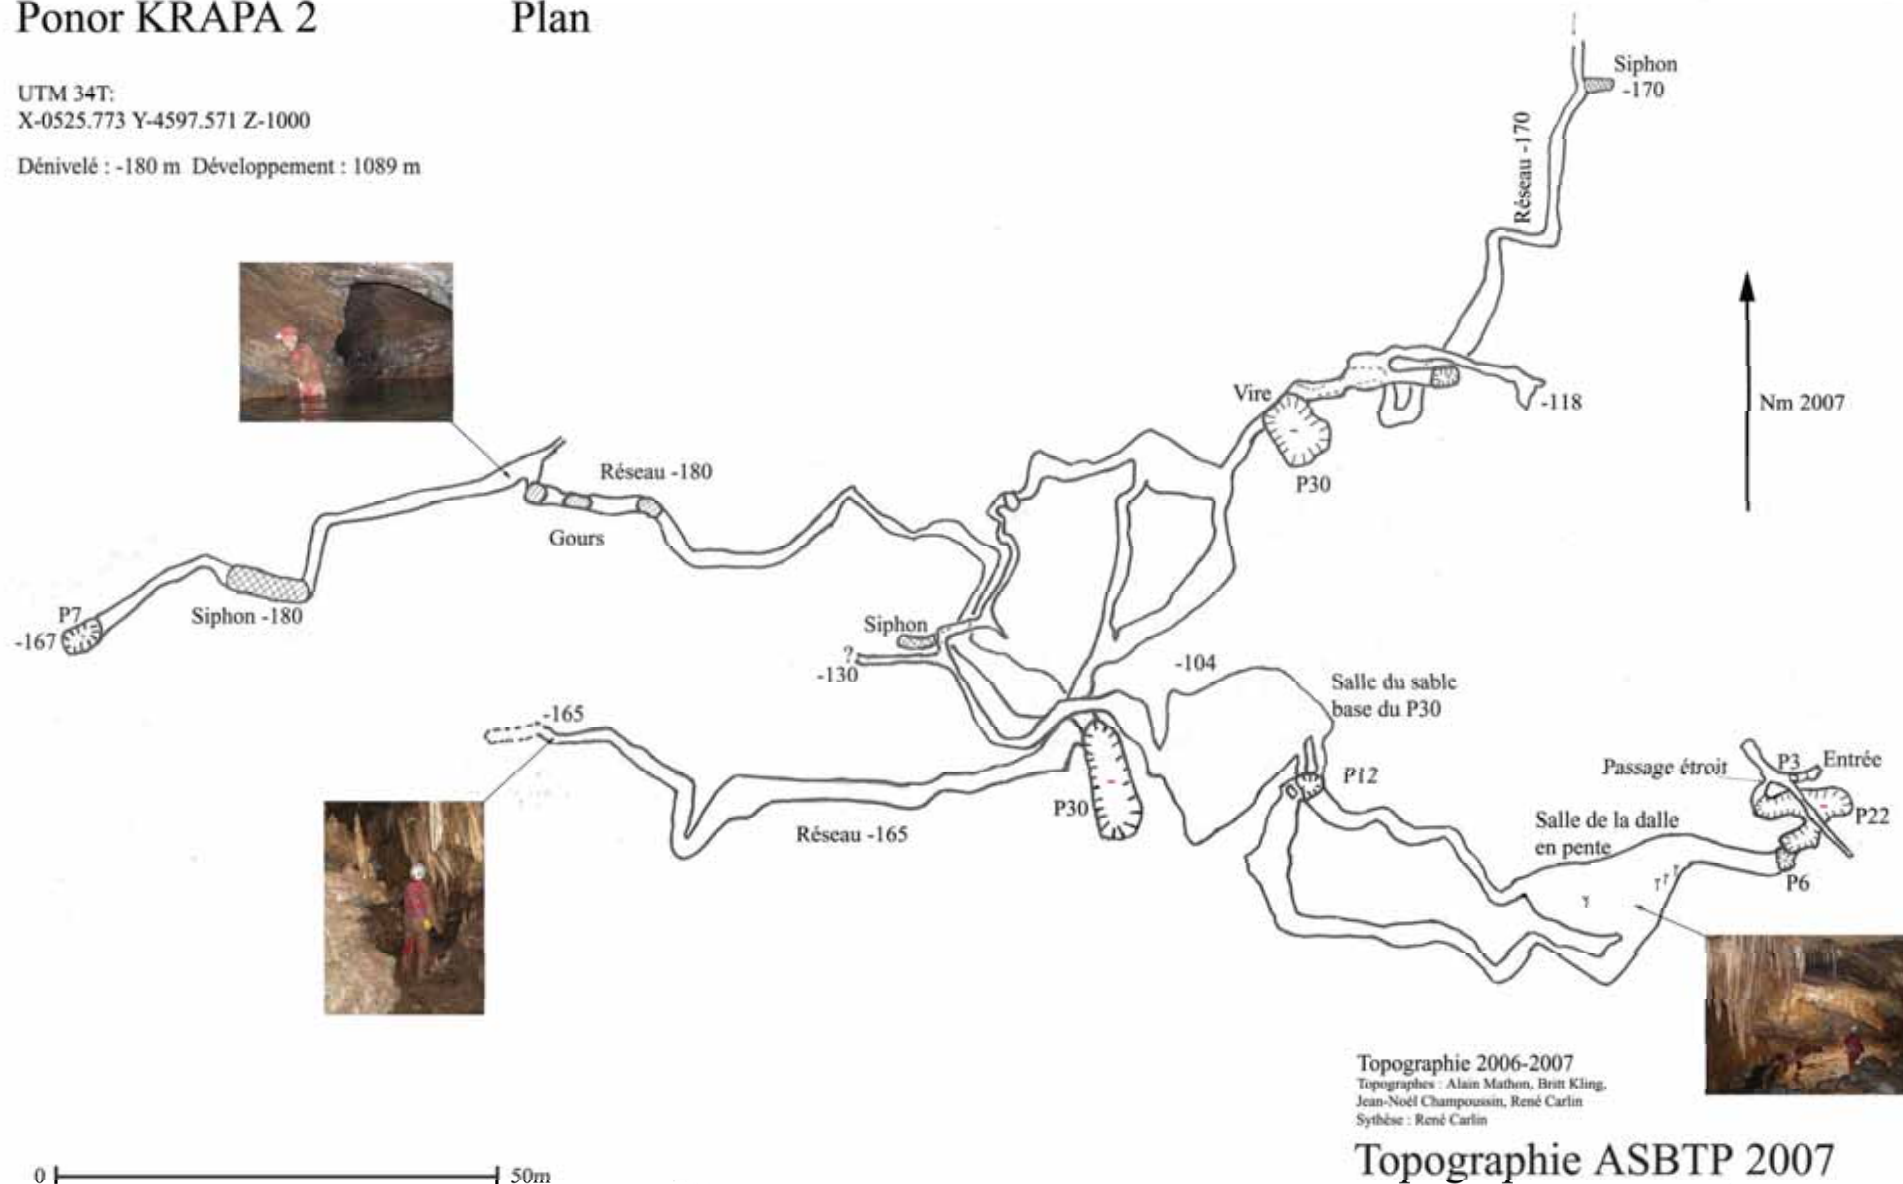 Ponor KRAPA 2
Plan
UTM 34T:
X-0525.773 Y-4597.571 Z-1000
Dénivelé : -180 m Développement : 1089 m
Siphon
-170
Réseau -170
Nm 2007
Vire
-118
P30
Réseau -180
Gours
Siphon -180
P7
-167
Siphon
?
-130
-104
Salle du sable
base du P30
-165
P12
Passage étroit
P3
Entrée
P22
P30
Réseau -165
Salle de la dalle
en pente
P6
Topographie 2006-2007
Topographes : Alain Mathon, Britt Kling,
Jean-Noël Champoussin, René Carlin
Sythèse : René Carlin
Topographie ASBTP 2007
0
50m